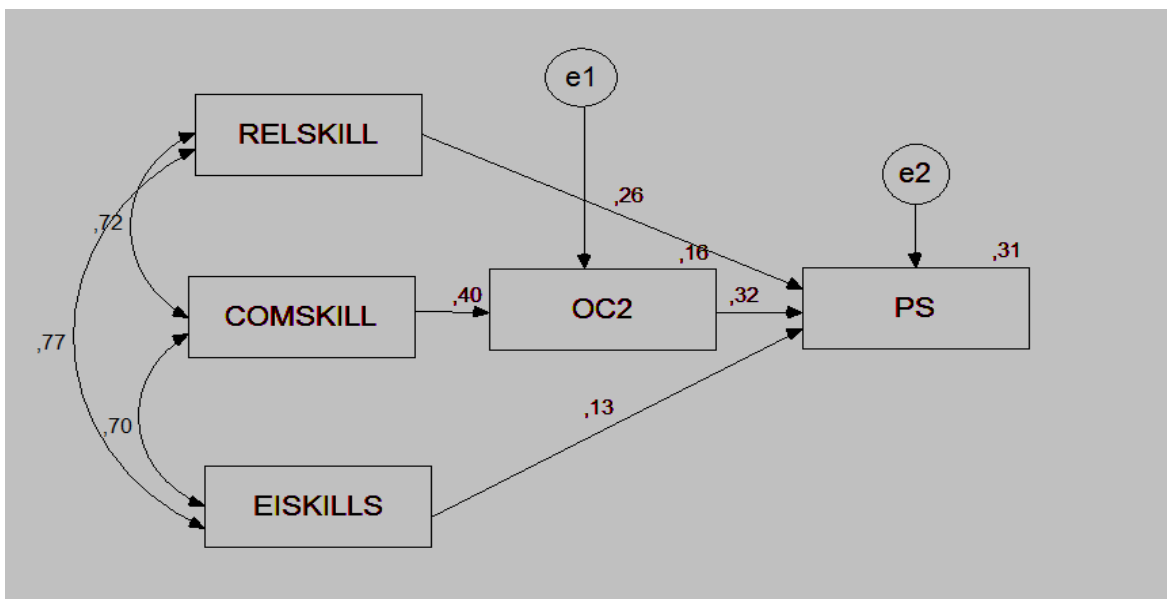 e1
RELSKILL
e2
,26
,72
,16
,31
COMSKILL
,40
OC2
,32
PS
,77
,13
,70
EISKILLS